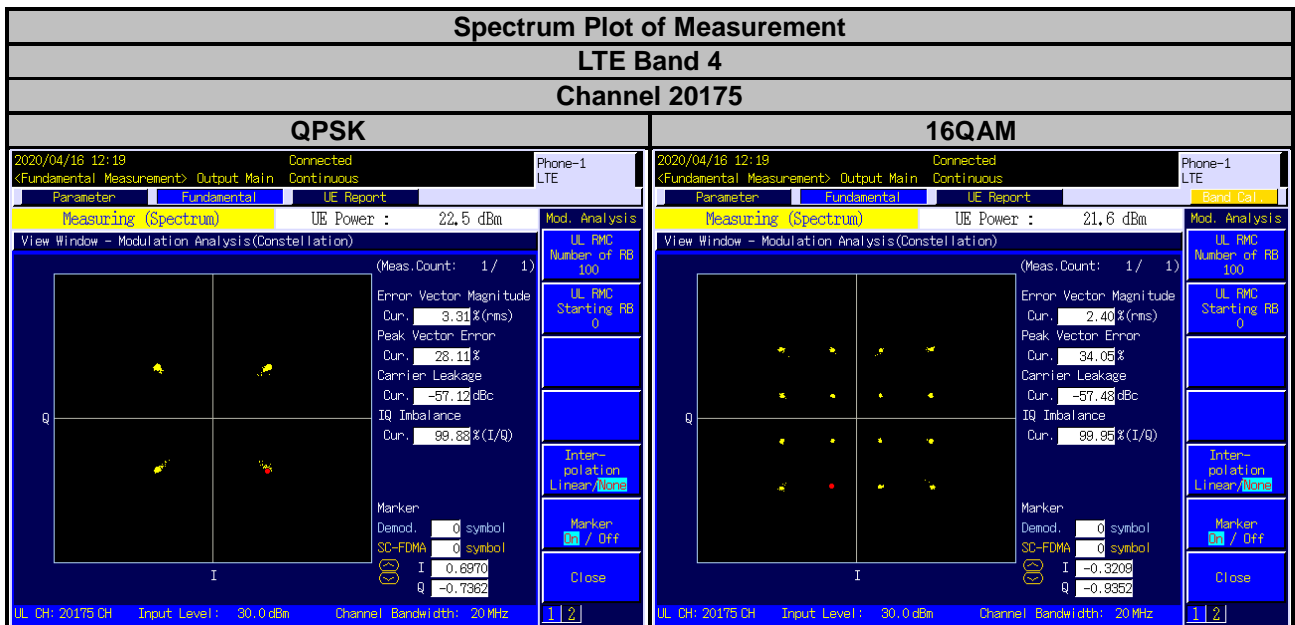 Spectrum Plot of Measurement
LTE Band 4
Channel 20175
QPSK
2020/04/16 12:19 Connected
<Fundamental Measurement> Output Main Continuous
Phone-1
LTE
Parameter Fundamental UE Report
Measuring (Spectrum) UE Power : 22.5 dBm Mod. Analysis
View Window - Modulation Analysis(Constellation)
(Meas.Count: 1/ 1)
Error Vector Magnitude
Cur. 3.31 %(rms)
Peak Vector Error
Cur. 28.11 %
Carrier Leakage
Cur. -57.12 dBc
IQ Imbalance
Cur. 99.88 %(I/Q)
Q
I
Marker
Demod. 0 symbol
SC-FDMA 0 symbol
I 0.6970
Q -0.7362
UL RMC
Number of RB
100
UL RMC
Starting RB
0
Inter-
polation
Linear/None
Marker
On / Off
Close
UL CH: 20175 CH Input Level: 30.0 dBm Channel Bandwidth: 20 MHz 1 2
16QAM
2020/04/16 12:19 Connected
<Fundamental Measurement> Output Main Continuous
Phone-1
LTE
Parameter Fundamental UE Report Band Cal.
Measuring (Spectrum) UE Power : 21.6 dBm Mod. Analysis
View Window - Modulation Analysis(Constellation)
(Meas.Count: 1/ 1)
Error Vector Magnitude
Cur. 2.40 %(rms)
Peak Vector Error
Cur. 34.05 %
Carrier Leakage
Cur. -57.48 dBc
IQ Imbalance
Cur. 99.95 %(I/Q)
Q
I
Marker
Demod. 0 symbol
SC-FDMA 0 symbol
I -0.3209
Q -0.9352
UL RMC
Number of RB
100
UL RMC
Starting RB
0
Inter-
polation
Linear/None
Marker
On / Off
Close
UL CH: 20175 CH Input Level: 30.0 dBm Channel Bandwidth: 20 MHz 1 2